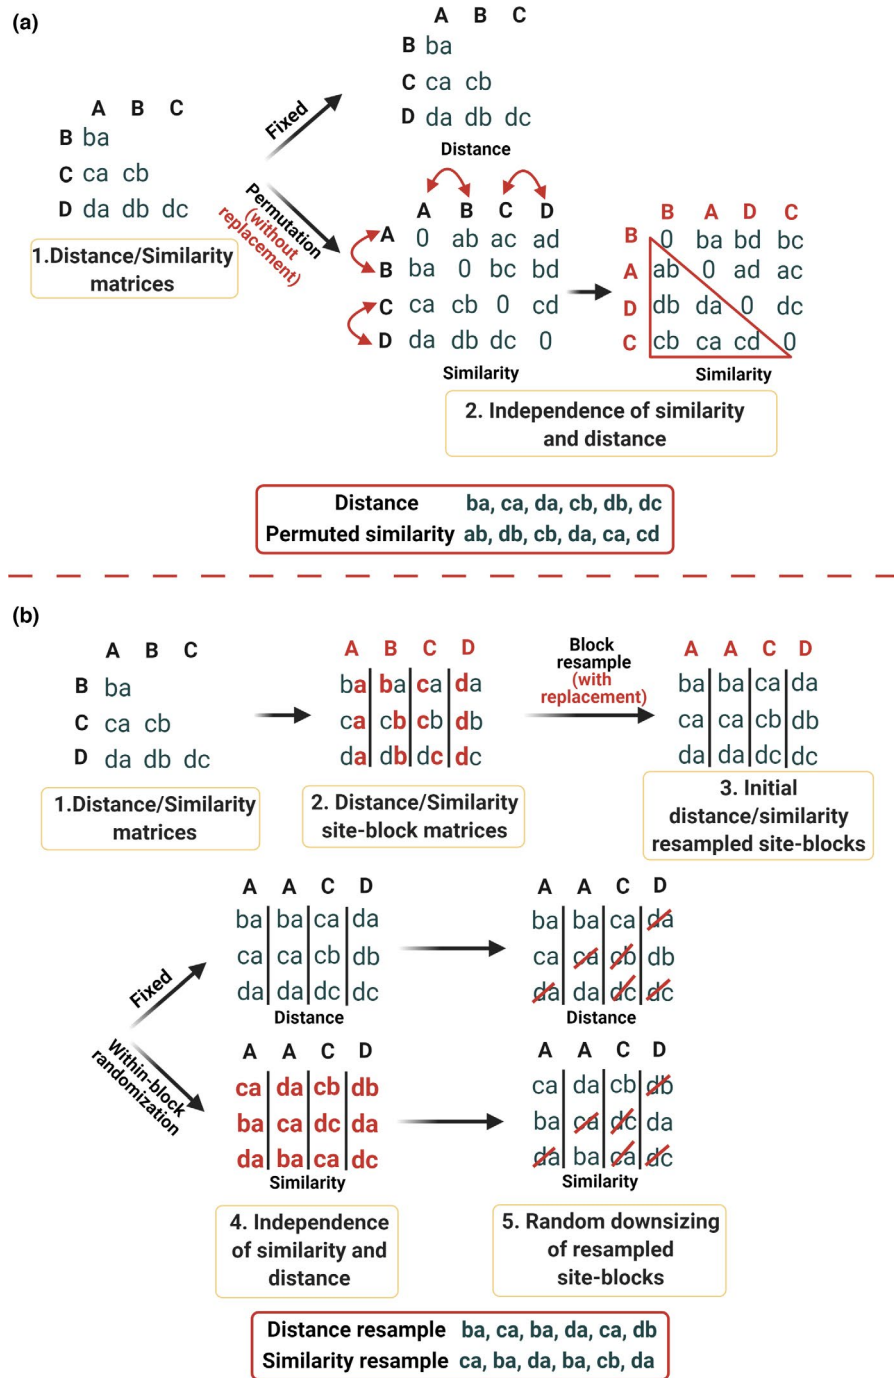 (a)
A B C
B ba
C ca cb
D da db dc
Distance
Fixed
A B C
B ba
C ca cb
D da db dc
1.Distance/Similarity
matrices
Permutation
(without
replacement)
A B C D
A 0 ab ac ad
B ba 0 bc bd
C ca cb 0 cd
D da db dc 0
Similarity
B A D C
B 0 ba bd bc
A ab 0 ad ac
D db da 0 dc
C cb ca cd 0
Similarity
2. Independence of similarity
and distance
Distance ba, ca, da, cb, db, dc
Permuted similarity ab, db, cb, da, ca, cd
(b)
A B C
B ba
C ca cb
D da db dc
1.Distance/Similarity
matrices
A B C D
ba ba ca da
ca cb cb db
da db dc dc
2. Distance/Similarity
site-block matrices
Block
resample
(with
replacement)
A A C D
ba ba ca da
ca ca cb db
da da dc dc
3. Initial
distance/similarity
resampled site-blocks
Fixed
A A C D
ba ba ca da
ca ca cb db
da da dc dc
Distance
A A C D
ba ba ca da
ca ca cb db
da da dc dc
Distance
Within-block
randomization
A A C D
ca da cb db
ba ca dc da
da ba ca dc
Similarity
A A C D
ca da cb db
ba ca dc da
da ba ca dc
Similarity
4. Independence
of similarity and
distance
5. Random downsizing
of resampled
site-blocks
Distance resample ba, ca, ba, da, ca, db
Similarity resample ca, ba, da, ba, cb, da